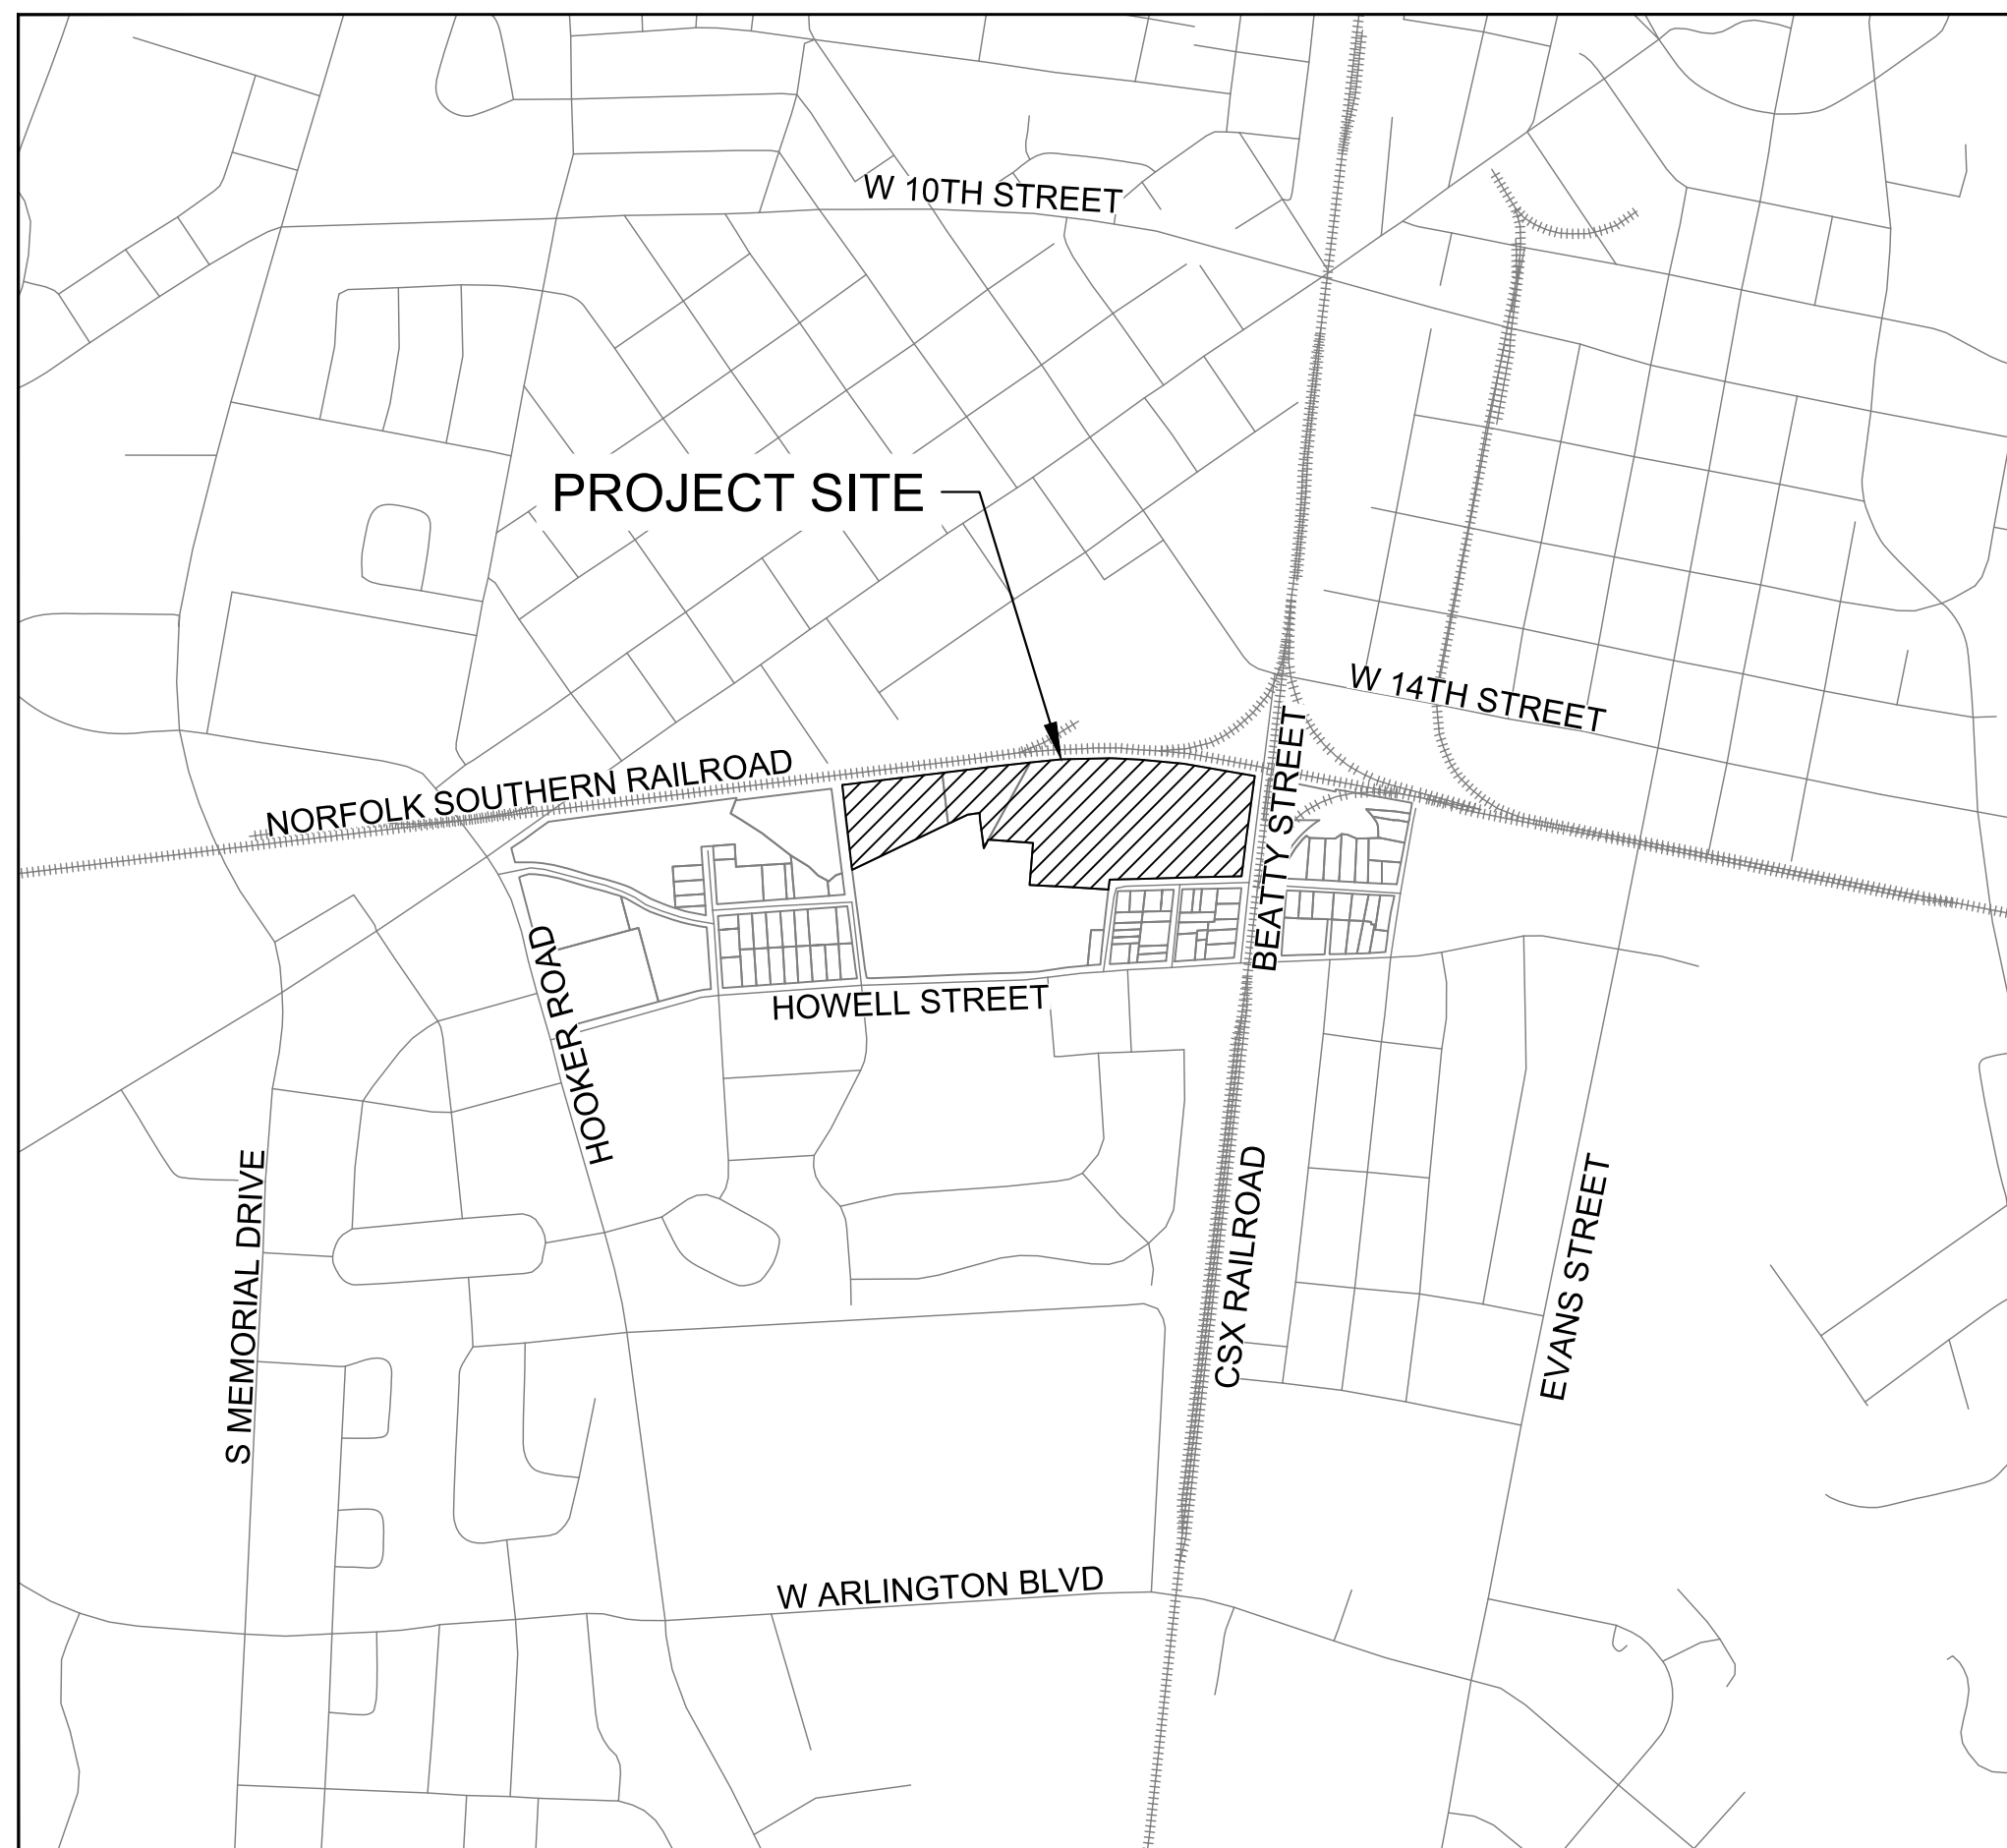 W 10TH STREET
PROJECT SITE
W 14TH STREET
NORFOLK SOUTHERN RAILROAD
BEATTY STREET
HOOKER ROAD
HOWELL STREET
S MEMORIAL DRIVE
CSX RAILROAD
EVANS STREET
W ARLINGTON BLVD